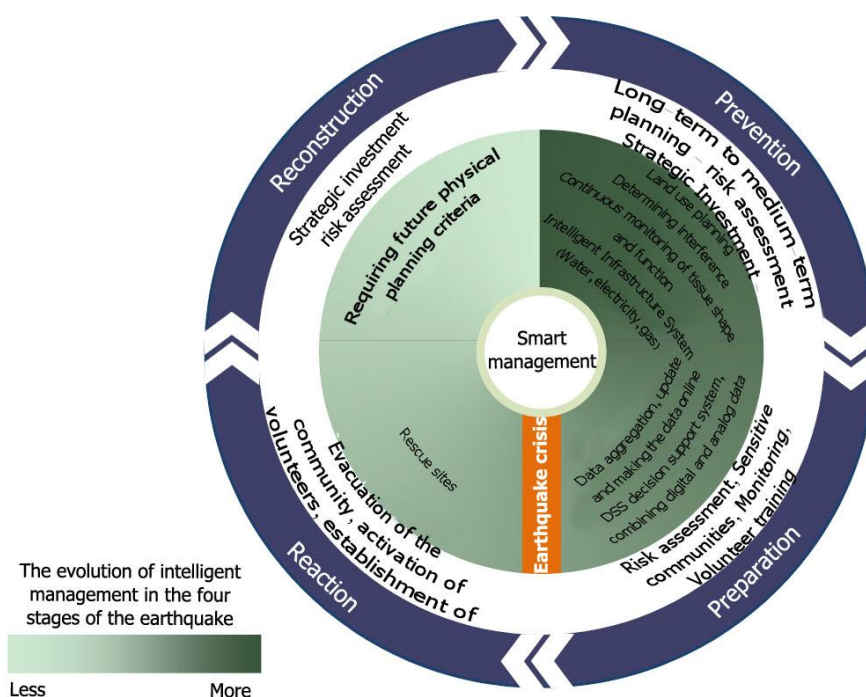 Prevention
Long-term to medium-term
planning - risk assessment
Strategic Investment -
Land use planning
Determining interference
Continuous monitoring of tissue shape
and function
Intelligent Infrastructure System
(Water, electricity, gas)
Preparation
Data aggregation, update
and making the data online
DSS decision support system,
combining digital and analog data
Risk assessment, Sensitive
communities, Monitoring,
Volunteer training
Earthquake crisis
Reaction
Rescue sites
Evacuation of the
community, activation of
volunteers, establishment of
Reconstruction
Strategic investment
risk assessment
Requiring future physical
planning criteria
Smart
management
The evolution of intelligent
management in the four
stages of the earthquake
Less
More